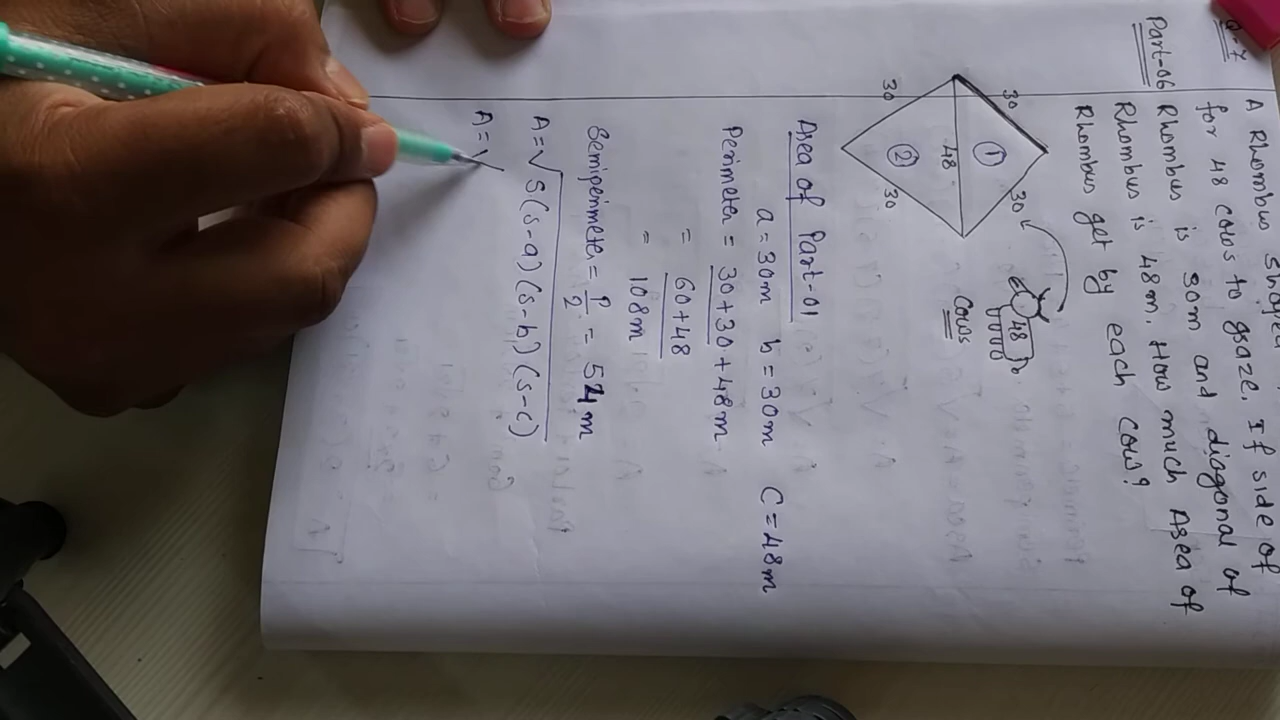 Q-7
A Rhombus shaped
for 48 cows to graze. If side of
Part-06 Rhombus is 30m and diagonal of
Rhombus is 48m. How much Area of
Rhombus get by each cow?
30 30
1
48
2
30 30
48
cows
Area of Part-01
a=30m b=30m C=48m
Perimeter = 30+30+48m
= 60+48
= 108m
Semiperimeter = P/2 = 54m
A=√S(S-a)(S-b)(S-c)
A=√